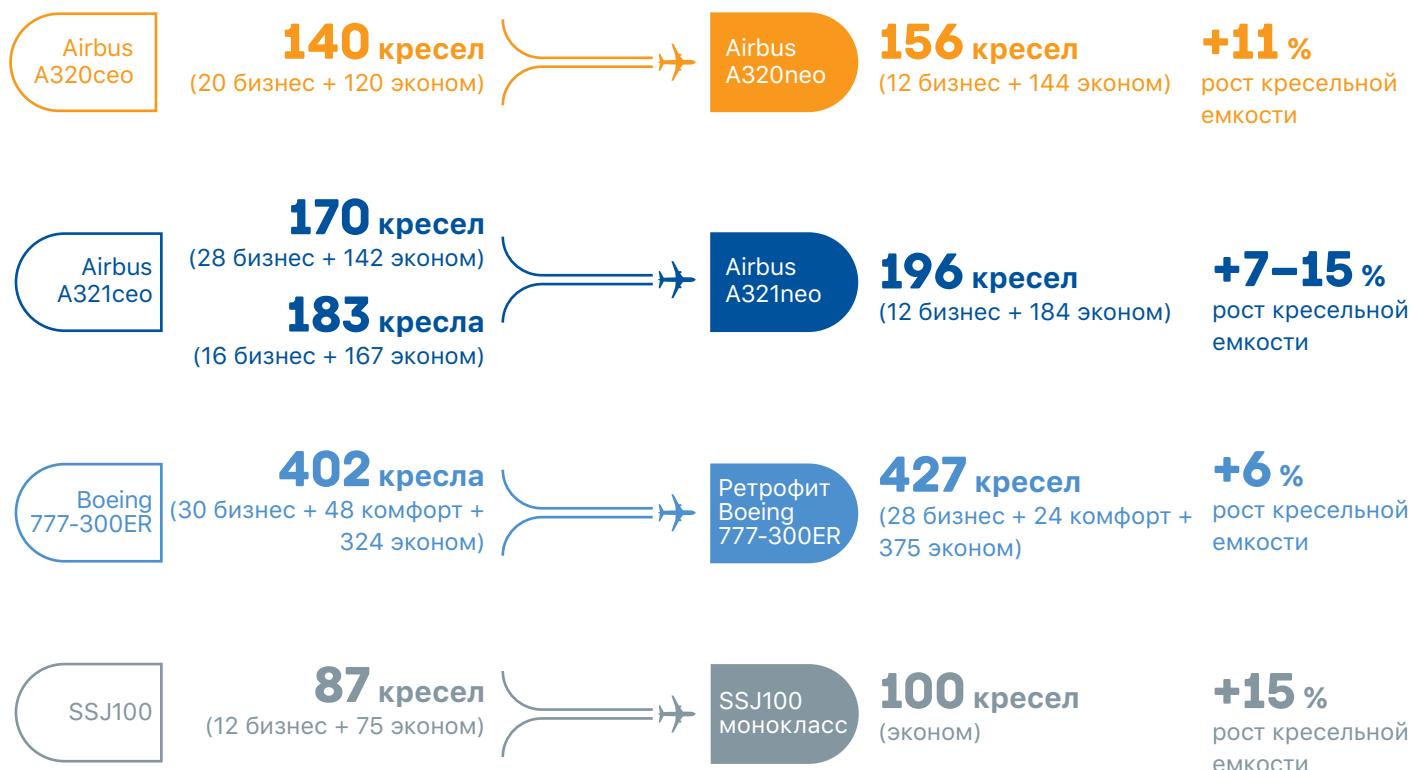 Airbus
A320ceo
140 кресел
(20 бизнес + 120 эконом)
Airbus
A320neo
156 кресел
(12 бизнес + 144 эконом)
+11 %
рост кресельной
емкости
Airbus
A321ceo
170 кресел
(28 бизнес + 142 эконом)
183 кресла
(16 бизнес + 167 эконом)
Airbus
A321neo
196 кресел
(12 бизнес + 184 эконом)
+7–15 %
рост кресельной
емкости
Boeing
777-300ER
402 кресла
(30 бизнес + 48 комфорт +
324 эконом)
Ретрофит
Boeing
777-300ER
427 кресел
(28 бизнес + 24 комфорт +
375 эконом)
+6 %
рост кресельной
емкости
SSJ100
87 кресел
(12 бизнес + 75 эконом)
SSJ100
монокласс
100 кресел
(эконом)
+15 %
рост кресельной
емкости